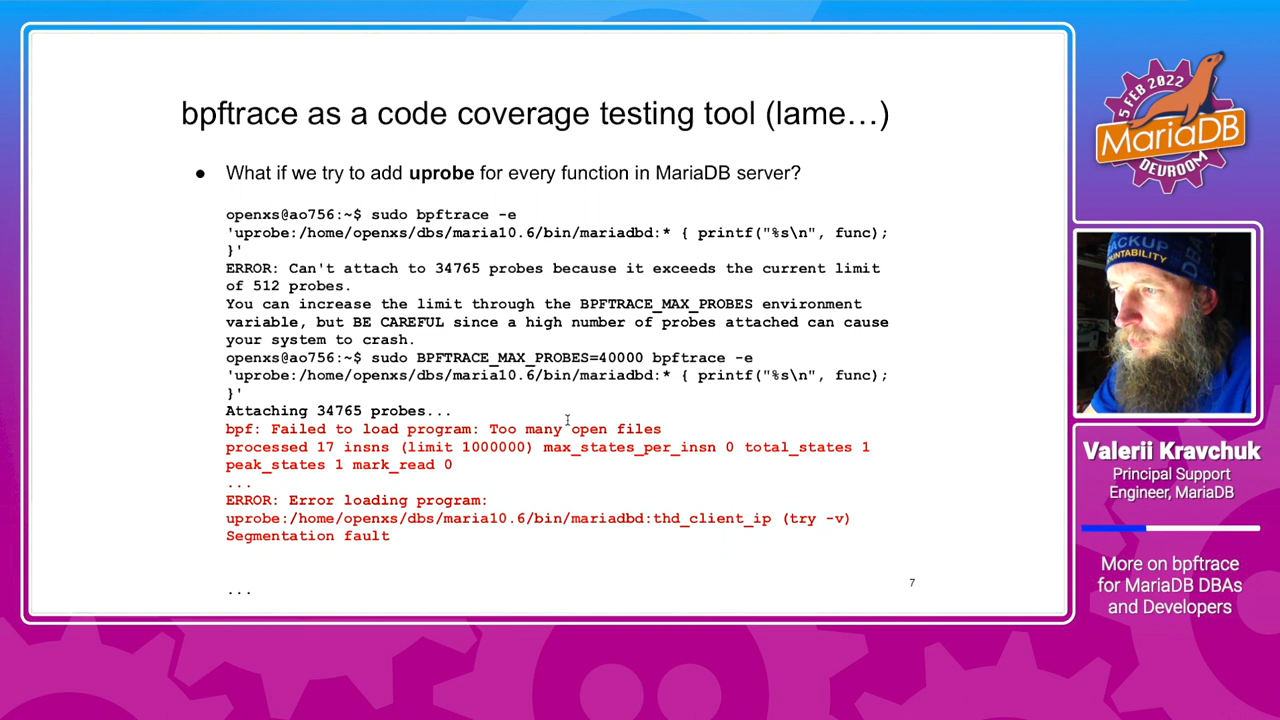 bpftrace as a code coverage testing tool (lame…)
● What if we try to add uprobe for every function in MariaDB server?
openxs@ao756:~$ sudo bpftrace -e
'uprobe:/home/openxs/dbs/maria10.6/bin/mariadbd:* { printf("%s\n", func);
}'
ERROR: Can't attach to 34765 probes because it exceeds the current limit
of 512 probes.
You can increase the limit through the BPFTRACE_MAX_PROBES environment
variable, but BE CAREFUL since a high number of probes attached can cause
your system to crash.
openxs@ao756:~$ sudo BPFTRACE_MAX_PROBES=40000 bpftrace -e
'uprobe:/home/openxs/dbs/maria10.6/bin/mariadbd:* { printf("%s\n", func);
}'
Attaching 34765 probes...
bpf: Failed to load program: Too many open files
processed 17 insns (limit 1000000) max_states_per_insn 0 total_states 1
peak_states 1 mark_read 0
...
ERROR: Error loading program:
uprobe:/home/openxs/dbs/maria10.6/bin/mariadbd:thd_client_ip (try -v)
Segmentation fault
...
7
5 FEB 2022
MariaDB
DEVROOM
BACKUP
Valerii Kravchuk
Principal Support
Engineer, MariaDB
More on bpftrace
for MariaDB DBAs
and Developers